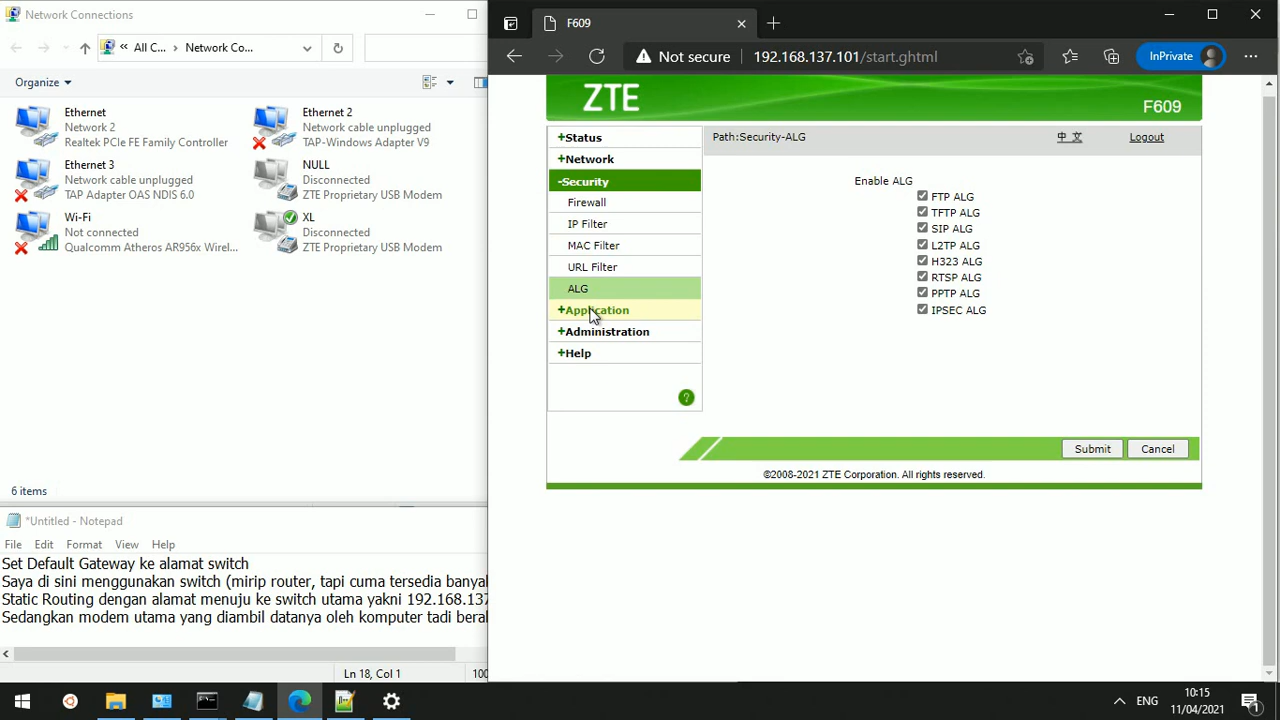 Network Connections
« All C... > Network Co...
Organize
Ethernet
Network 2
Realtek PCIe FE Family Controller
Ethernet 2
Network cable unplugged
TAP-Windows Adapter V9
Ethernet 3
Network cable unplugged
TAP Adapter OAS NDIS 6.0
NULL
Disconnected
ZTE Proprietary USB Modem
Wi-Fi
Not connected
Qualcomm Atheros AR956x Wirel...
XL
Disconnected
ZTE Proprietary USB Modem
6 items
*Untitled - Notepad
File Edit Format View Help
Set Default Gateway ke alamat switch
Saya di sini menggunakan switch (mirip router, tapi cuma tersedia banyak
Static Routing dengan alamat menuju ke switch utama yakni 192.168.137
Sedangkan modem utama yang diambil datanya oleh komputer tadi bera
Ln 18, Col 1
100
F609
Not secure 192.168.137.101/start.ghtml
InPrivate
ZTE
F609
+Status
+Network
-Security
Firewall
IP Filter
MAC Filter
URL Filter
ALG
+Application
+Administration
+Help
?
Path:Security-ALG
中 文
Logout
Enable ALG
FTP ALG
TFTP ALG
SIP ALG
L2TP ALG
H323 ALG
RTSP ALG
PPTP ALG
IPSEC ALG
Submit
Cancel
©2008-2021 ZTE Corporation. All rights reserved.
ENG
10:15
11/04/2021
1